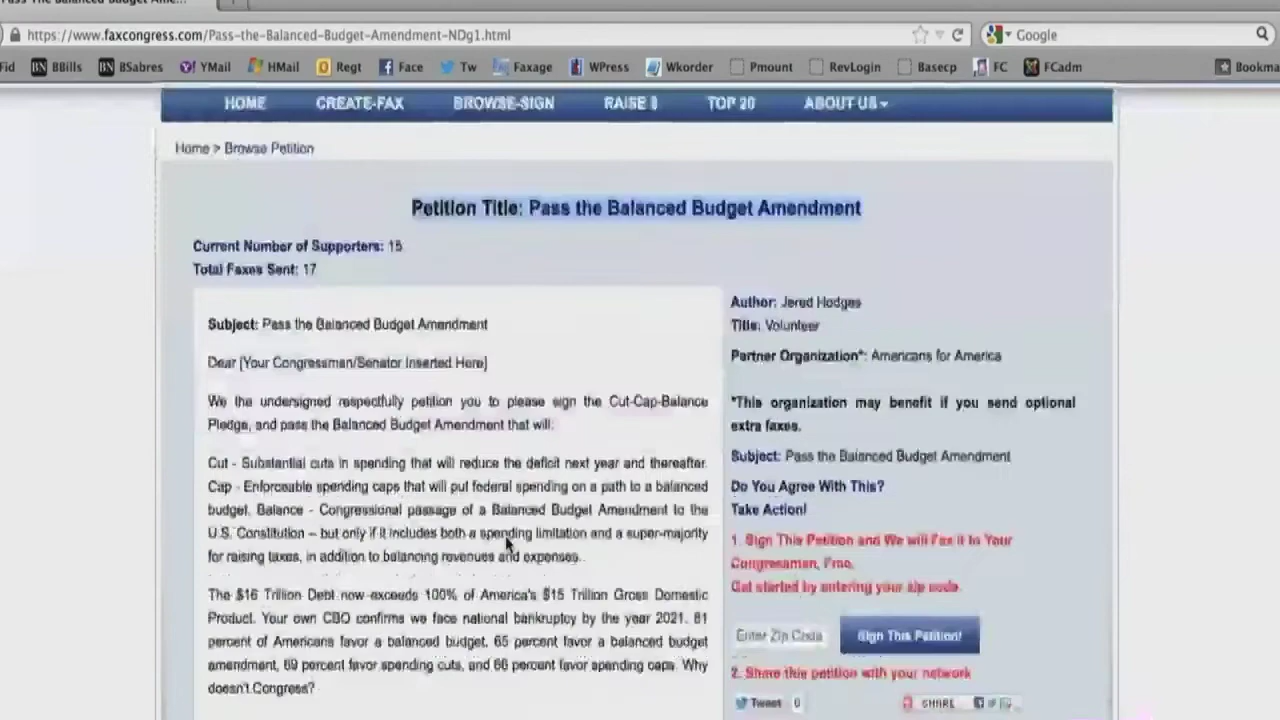 https://www.faxcongress.com/Pass-the-Balanced-Budget-Amendment-NDg1.html
Google
Fid BBills BSabres YMail HMail Regt Face Tw Faxage WPress Wkorder Pmount RevLogin Basecp FC FCadm Bookma
HOME CREATE-FAX BROWSE-SIGN RAISE $ TOP 20 ABOUT US
Home > Browse Petition
Petition Title: Pass the Balanced Budget Amendment
Current Number of Supporters: 15
Total Faxes Sent: 17
Subject: Pass the Balanced Budget Amendment
Dear [Your Congressman/Senator Inserted Here]
We the undersigned respectfully petition you to please sign the Cut-Cap-Balance
Pledge, and pass the Balanced Budget Amendment that will:
Cut - Substantial cuts in spending that will reduce the deficit next year and thereafter.
Cap - Enforceable spending caps that will put federal spending on a path to a balanced
budget. Balance - Congressional passage of a Balanced Budget Amendment to the
U.S. Constitution – but only if it includes both a spending limitation and a super-majority
for raising taxes, in addition to balancing revenues and expenses.
The $16 Trillion Debt now exceeds 100% of America's $15 Trillion Gross Domestic
Product. Your own CBO confirms we face national bankruptcy by the year 2021. 81
percent of Americans favor a balanced budget, 65 percent favor a balanced budget
amendment, 69 percent favor spending cuts, and 66 percent favor spending caps. Why
doesn't Congress?
Author: Jered Hodges
Title: Volunteer
Partner Organization*: Americans for America
*This organization may benefit if you send optional
extra faxes.
Subject: Pass the Balanced Budget Amendment
Do You Agree With This?
Take Action!
1. Sign This Petition and We will Fax it to Your
Congressman, Free.
Get started by entering your zip code.
Enter Zip Code Sign This Petition!
2. Share this petition with your network
Tweet 0 SHARE